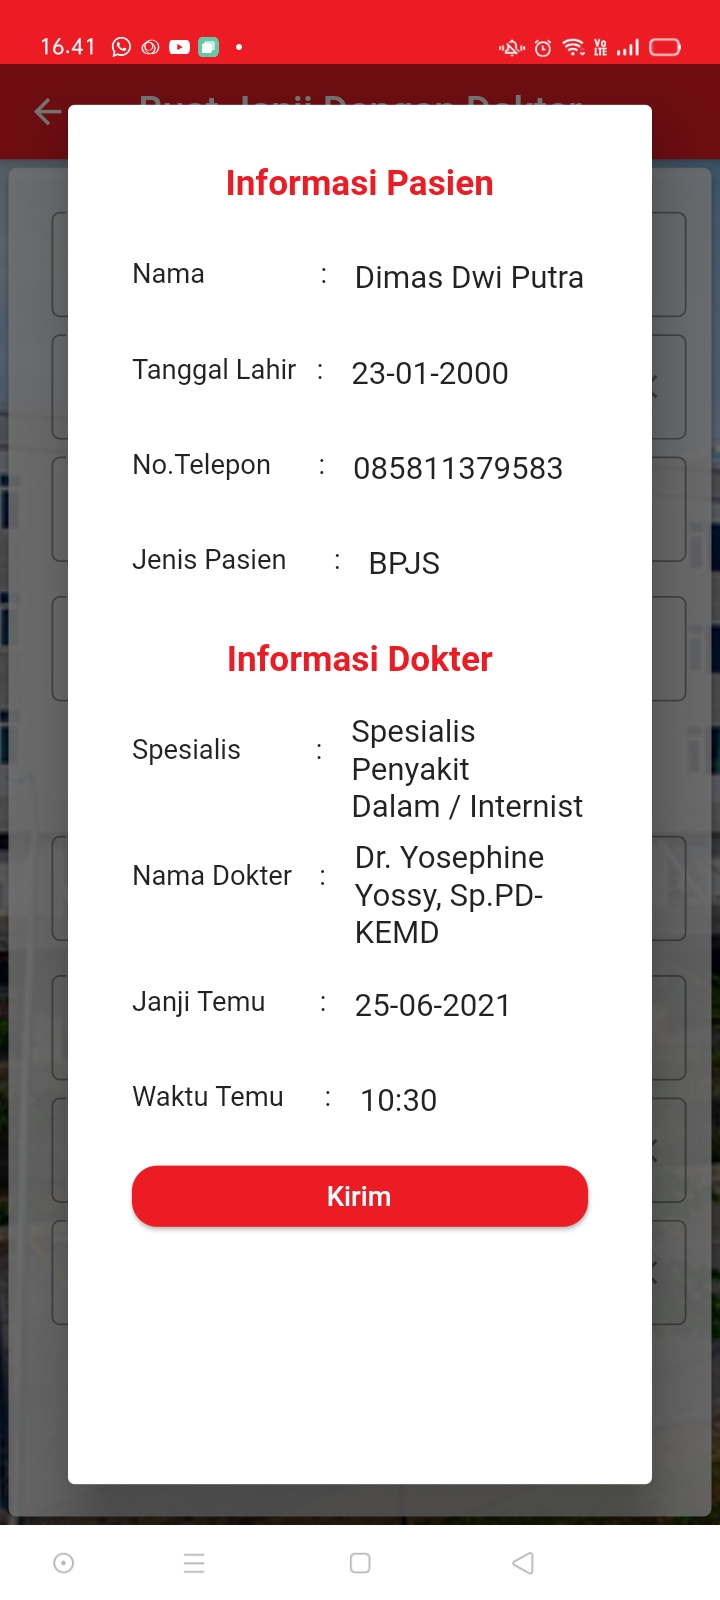 16.41
VO LTE
Buat Janji Dengan Dokter
Informasi Pasien
Nama : Dimas Dwi Putra
Tanggal Lahir : 23-01-2000
No.Telepon : 085811379583
Jenis Pasien : BPJS
Informasi Dokter
Spesialis : Spesialis
Penyakit
Dalam / Internist
Nama Dokter : Dr. Yosephine
Yossy, Sp.PD-
KEMD
Janji Temu : 25-06-2021
Waktu Temu : 10:30
Kirim